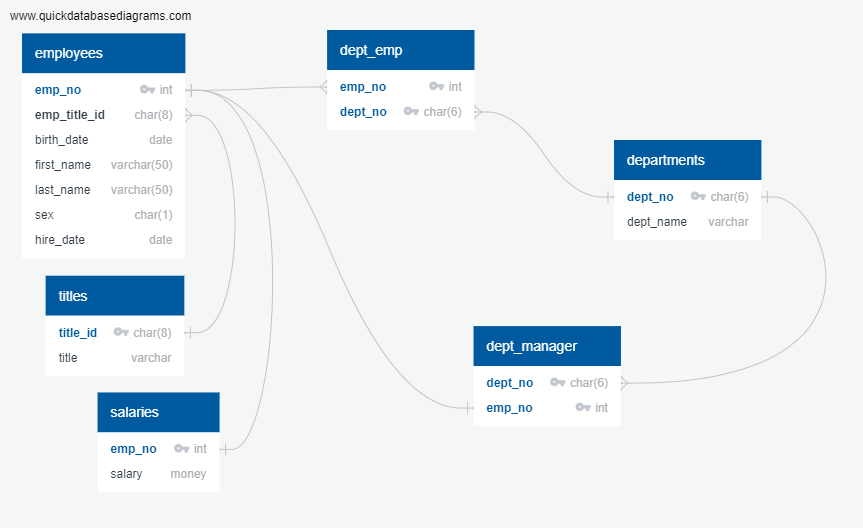 www.quickdatabasediagrams.com
employees
emp_no int
emp_title_id char(8)
birth_date date
first_name varchar(50)
last_name varchar(50)
sex char(1)
hire_date date
dept_emp
emp_no int
dept_no char(6)
departments
dept_no char(6)
dept_name varchar
titles
title_id char(8)
title varchar
dept_manager
dept_no char(6)
emp_no int
salaries
emp_no int
salary money